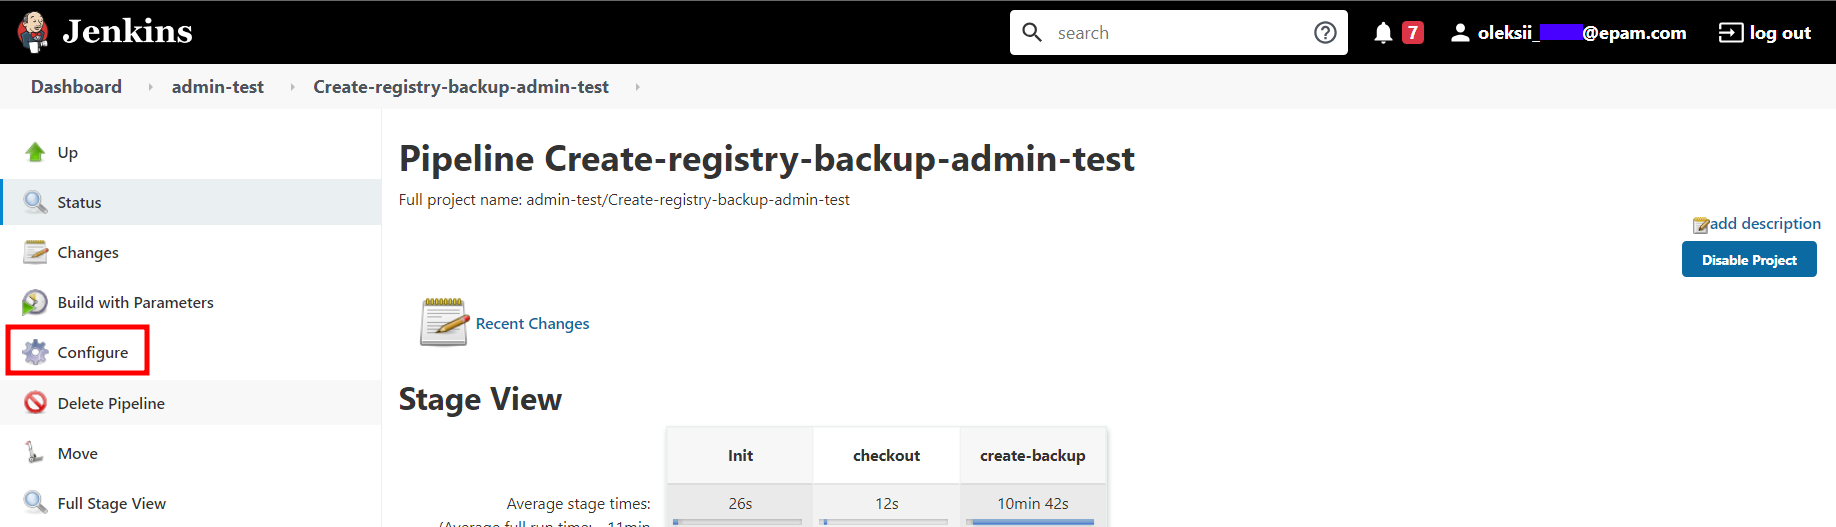 Jenkins
search
7
oleksii_ @epam.com
log out
Dashboard
admin-test
Create-registry-backup-admin-test
Up
Status
Changes
Build with Parameters
Configure
Delete Pipeline
Move
Full Stage View
Pipeline Create-registry-backup-admin-test
Full project name: admin-test/Create-registry-backup-admin-test
add description
Disable Project
Recent Changes
Stage View
Init checkout create-backup
Average stage times: 26s 12s 10min 42s
(Average full run time: ~11min